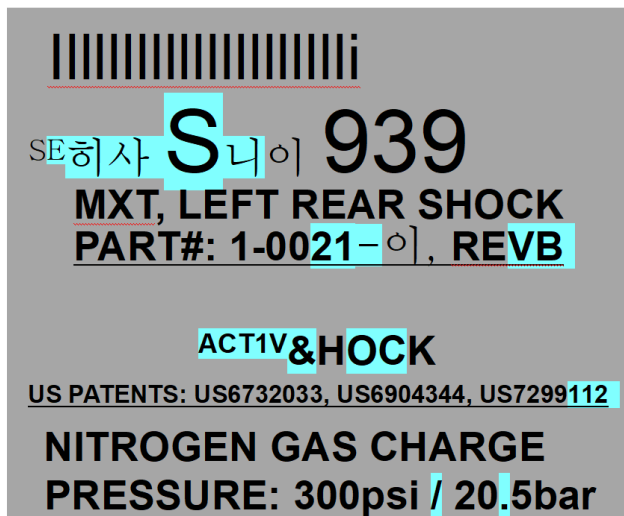 ||||||||||||||||||||||i
SE히사 S니이 939
MXT, LEFT REAR SHOCK
PART#: 1-0021-이, REVB
ACT1V&HOCK
US PATENTS: US6732033, US6904344, US7299112
NITROGEN GAS CHARGE
PRESSURE: 300psi / 20.5bar